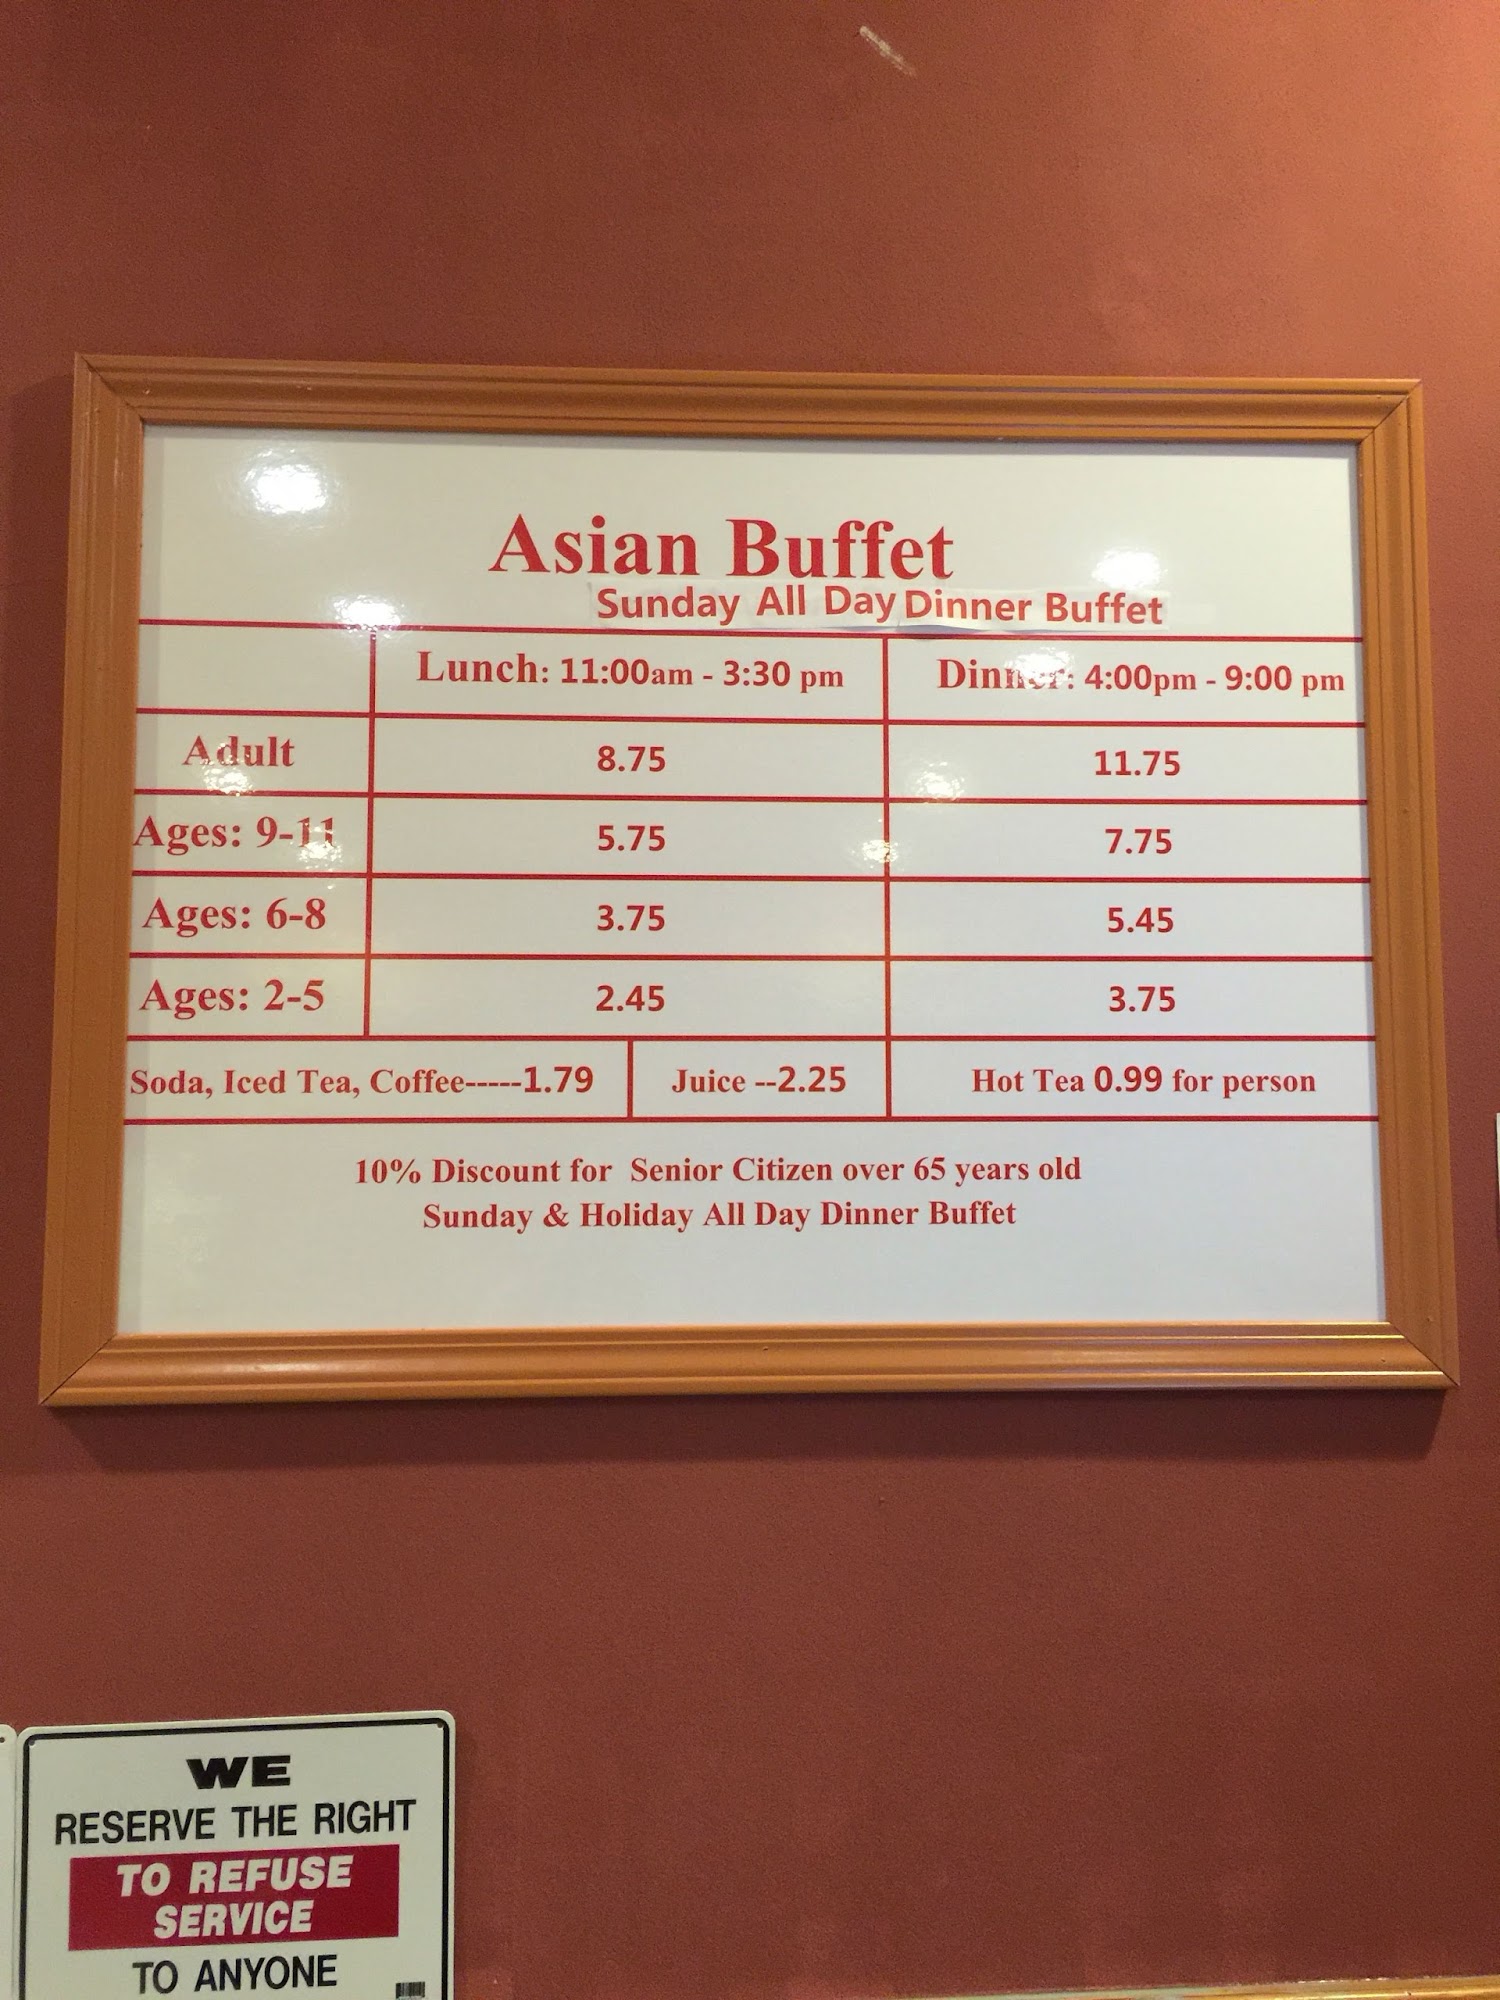 Asian Buffet
Sunday All Day Dinner Buffet
Lunch: 11:00am - 3:30 pm Dinner: 4:00pm - 9:00 pm
Adult 8.75 11.75
Ages: 9-11 5.75 7.75
Ages: 6-8 3.75 5.45
Ages: 2-5 2.45 3.75
Soda, Iced Tea, Coffee-----1.79 Juice --2.25 Hot Tea 0.99 for person
10% Discount for Senior Citizen over 65 years old
Sunday & Holiday All Day Dinner Buffet
WE
RESERVE THE RIGHT
TO REFUSE
SERVICE
TO ANYONE